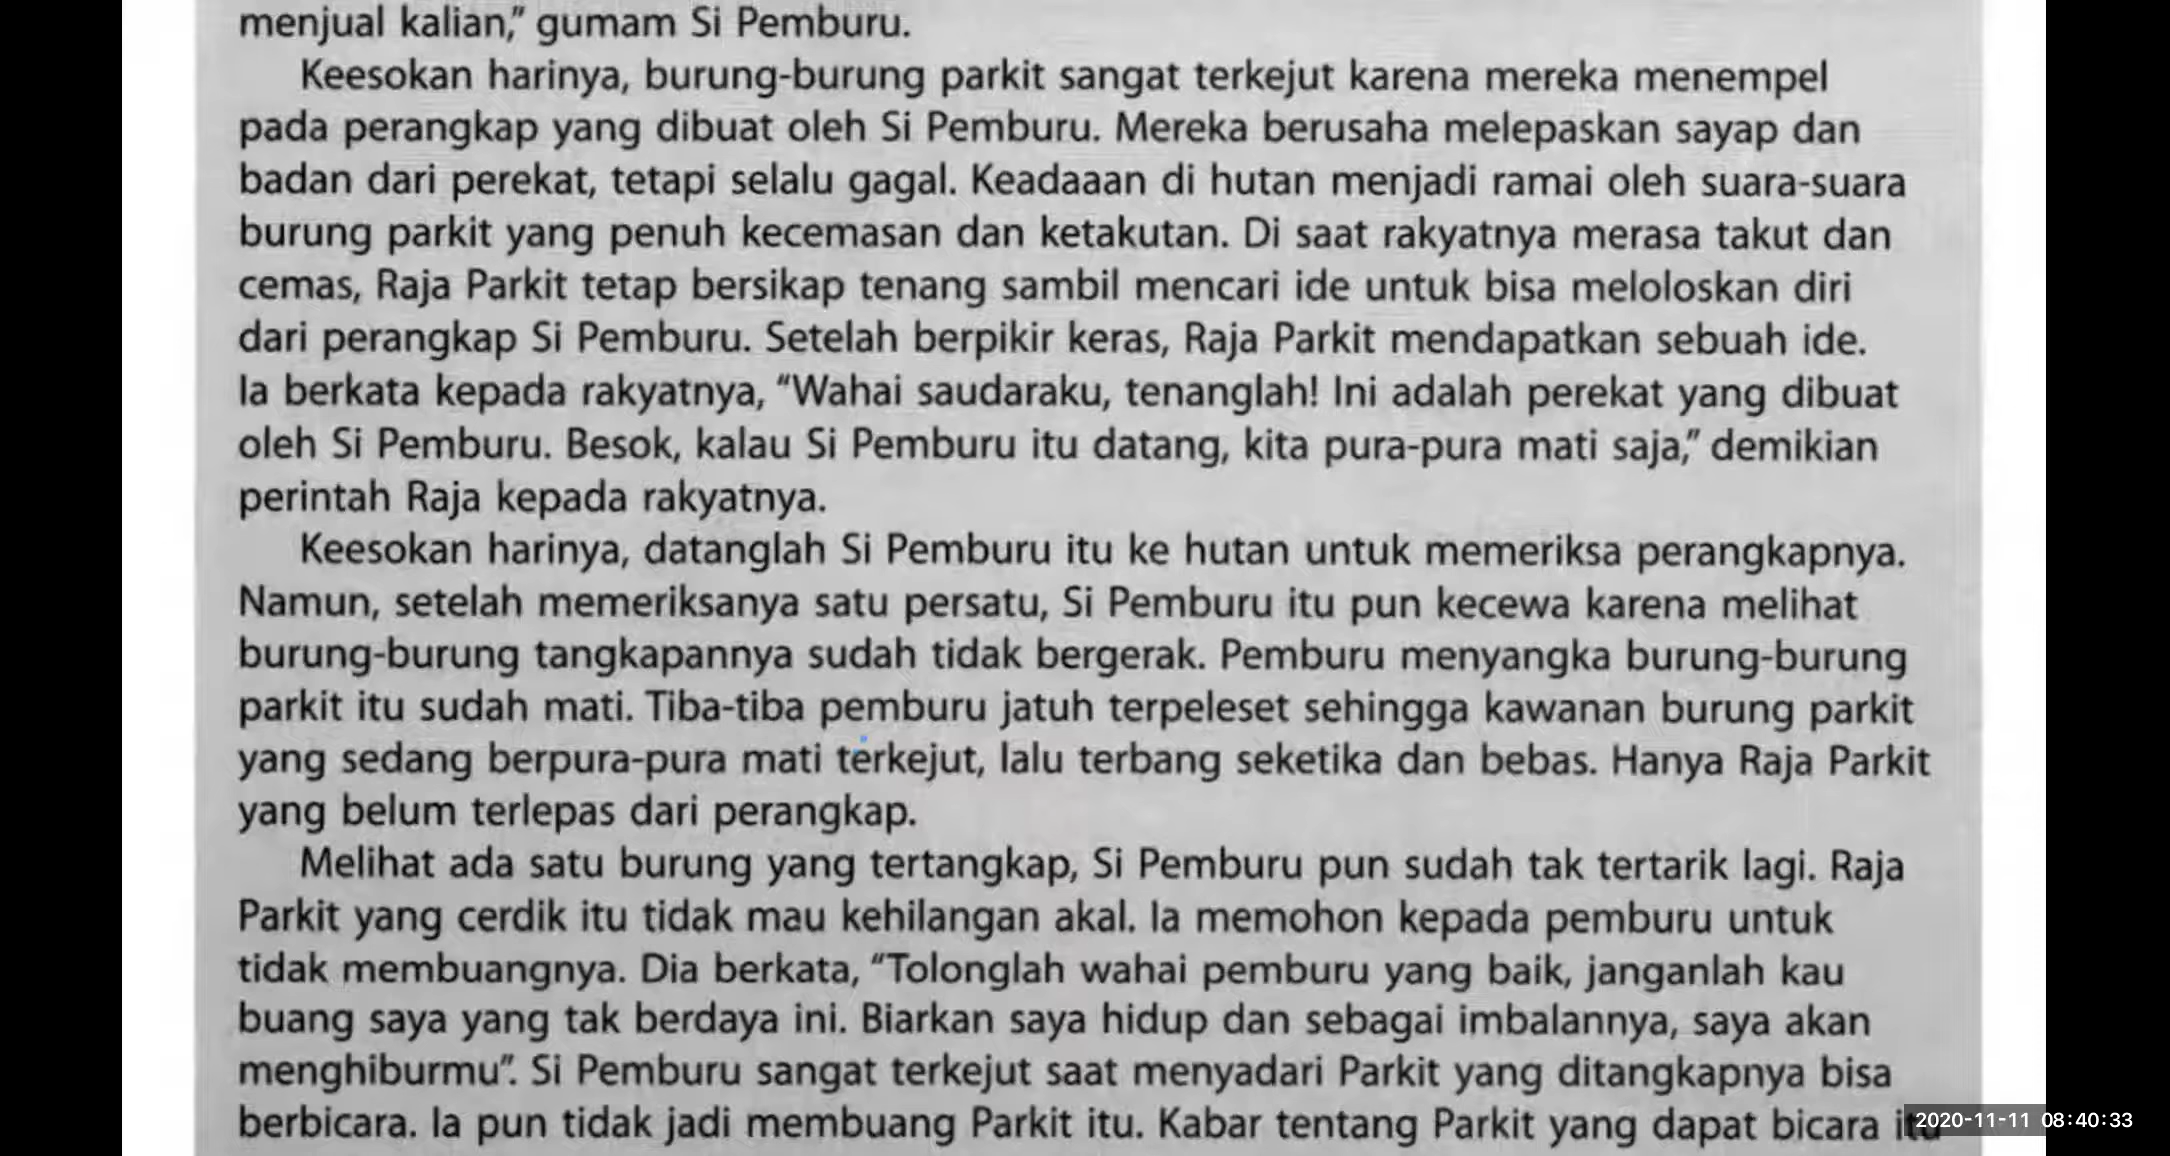 menjual kalian," gumam Si Pemburu.
Keesokan harinya, burung-burung parkit sangat terkejut karena mereka menempel
pada perangkap yang dibuat oleh Si Pemburu. Mereka berusaha melepaskan sayap dan
badan dari perekat, tetapi selalu gagal. Keadaaan di hutan menjadi ramai oleh suara-suara
burung parkit yang penuh kecemasan dan ketakutan. Di saat rakyatnya merasa takut dan
cemas, Raja Parkit tetap bersikap tenang sambil mencari ide untuk bisa meloloskan diri
dari perangkap Si Pemburu. Setelah berpikir keras, Raja Parkit mendapatkan sebuah ide.
Ia berkata kepada rakyatnya, “Wahai saudaraku, tenanglah! Ini adalah perekat yang dibuat
oleh Si Pemburu. Besok, kalau Si Pemburu itu datang, kita pura-pura mati saja,” demikian
perintah Raja kepada rakyatnya.
Keesokan harinya, datanglah Si Pemburu itu ke hutan untuk memeriksa perangkapnya.
Namun, setelah memeriksanya satu persatu, Si Pemburu itu pun kecewa karena melihat
burung-burung tangkapannya sudah tidak bergerak. Pemburu menyangka burung-burung
parkit itu sudah mati. Tiba-tiba pemburu jatuh terpeleset sehingga kawanan burung parkit
yang sedang berpura-pura mati terkejut, lalu terbang seketika dan bebas. Hanya Raja Parkit
yang belum terlepas dari perangkap.
Melihat ada satu burung yang tertangkap, Si Pemburu pun sudah tak tertarik lagi. Raja
Parkit yang cerdik itu tidak mau kehilangan akal. Ia memohon kepada pemburu untuk
tidak membuangnya. Dia berkata, “Tolonglah wahai pemburu yang baik, janganlah kau
buang saya yang tak berdaya ini. Biarkan saya hidup dan sebagai imbalannya, saya akan
menghiburmu”. Si Pemburu sangat terkejut saat menyadari Parkit yang ditangkapnya bisa
berbicara. Ia pun tidak jadi membuang Parkit itu. Kabar tentang Parkit yang dapat bicara itu
2020-11-11 08:40:33